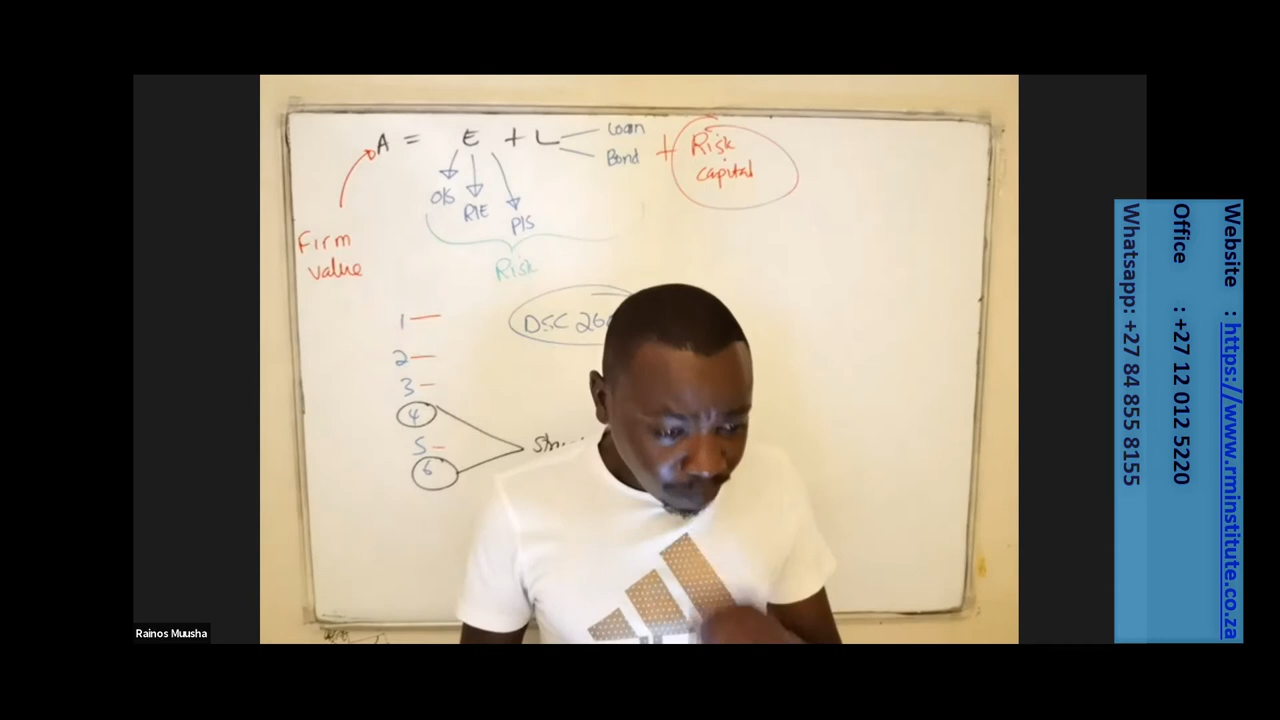 A = E + L
Loan
Bond
+ Risk
capital
O/S
R/E
P/S
Firm
value
Risk
1
2
3
4
5
6
DSC
Rainos Muusha
Website : https://www.rminstitute.co.za
Office : +27 12 012 5220
Whatsapp: +27 84 855 8155